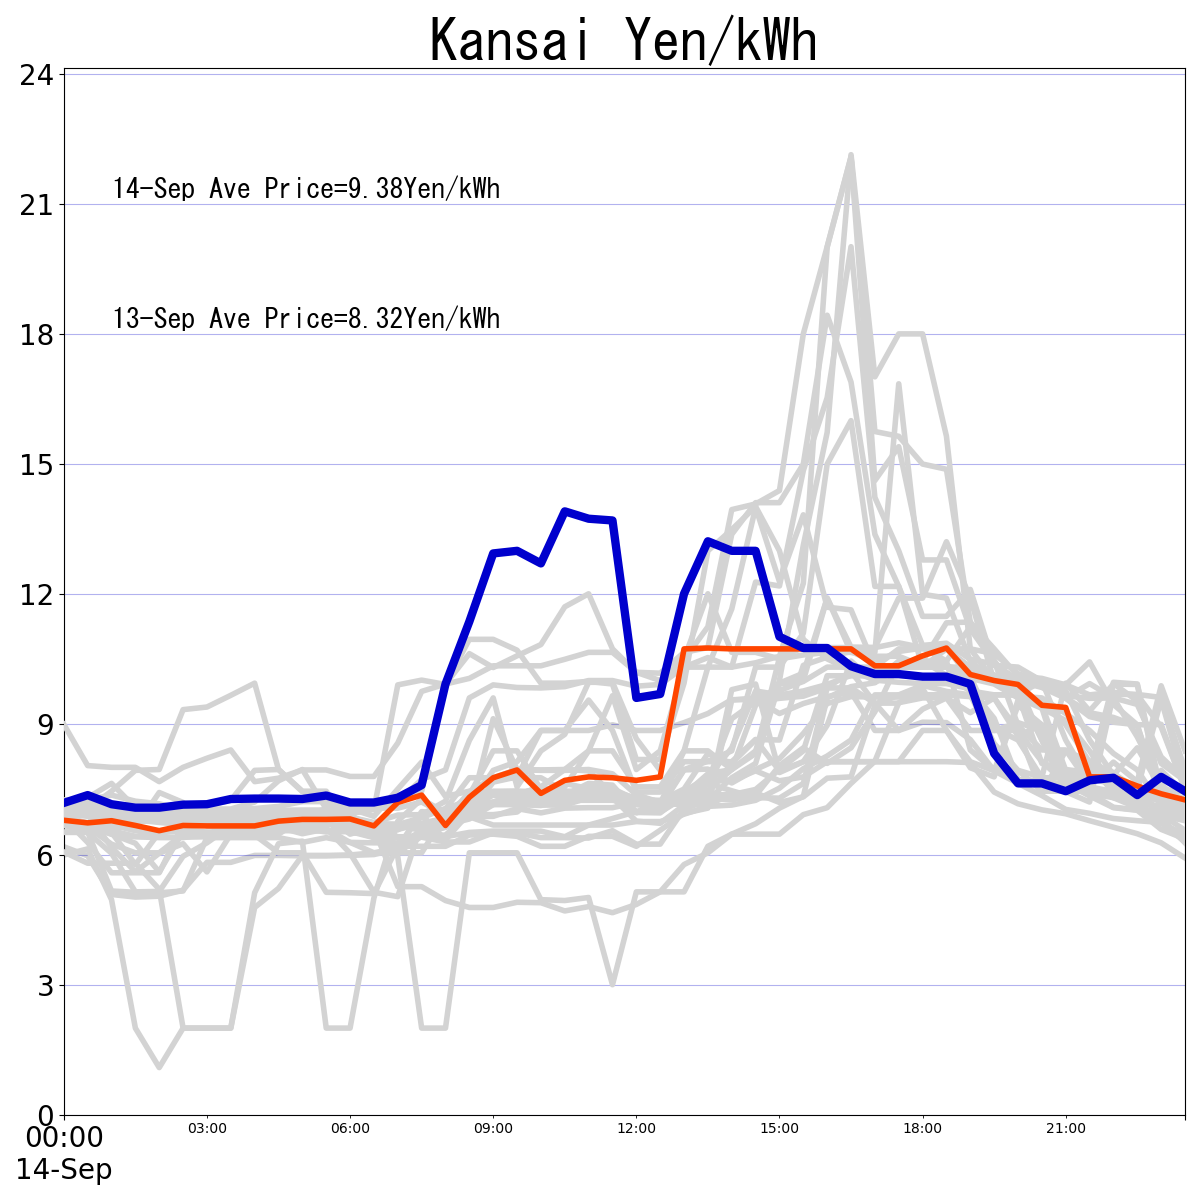 Kansai Yen/kWh
24
14-Sep Ave Price=9.38Yen/kWh
21
13-Sep Ave Price=8.32Yen/kWh
18
15
12
9
6
3
0
00:00 03:00 06:00 09:00 12:00 15:00 18:00 21:00
14-Sep